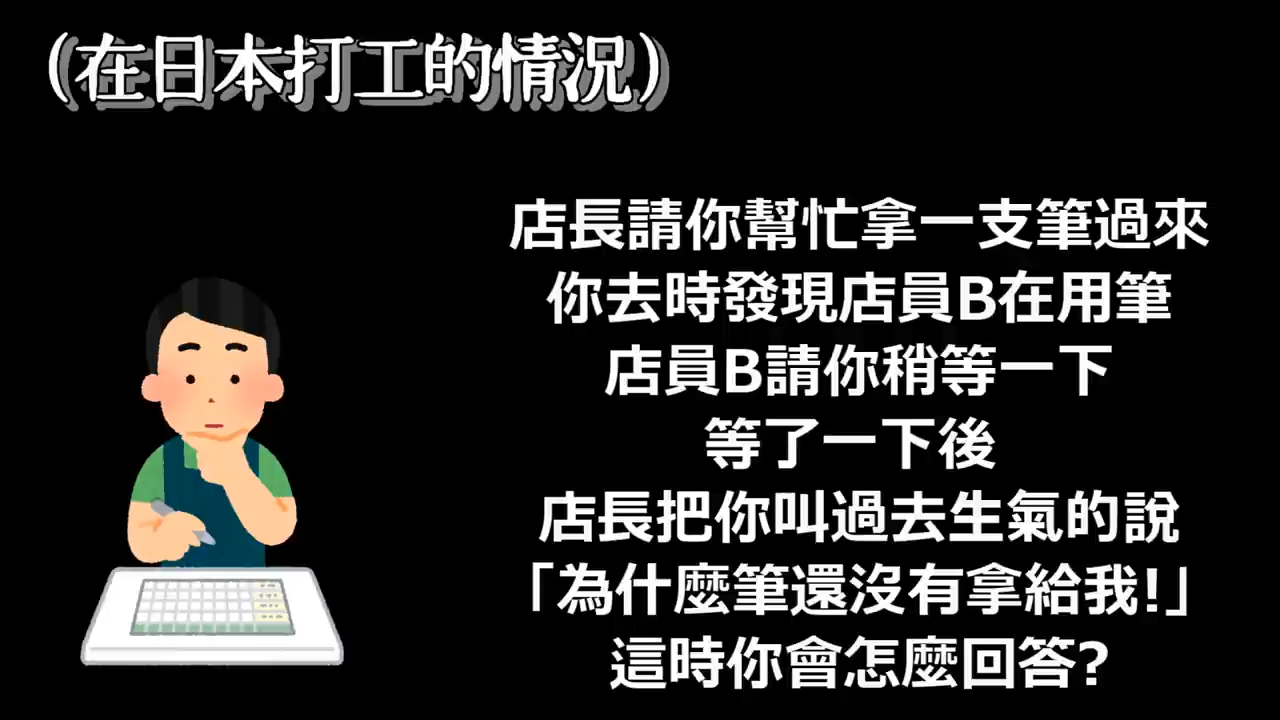 （在日本打工的情況）
店長請你幫忙拿一支筆過來
你去時發現店員B在用筆
店員B請你稍等一下
等了一下後
店長把你叫過去生氣的說
「為什麼筆還沒有拿給我!」
這時你會怎麼回答?